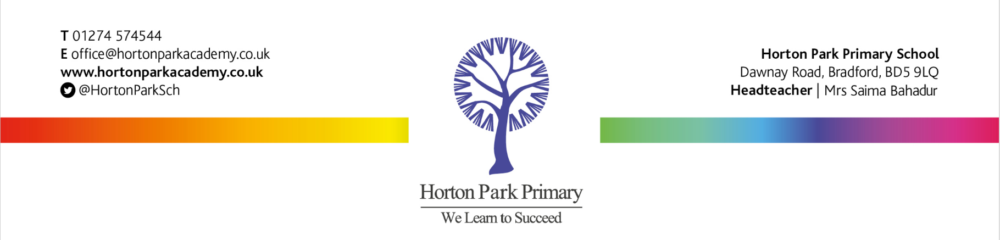 T 01274 574544
E office@hortonparkacademy.co.uk
www.hortonparkacademy.co.uk
@HortonParkSch
Horton Park Primary School
Dawnay Road, Bradford, BD5 9LQ
Headteacher | Mrs Saima Bahadur
Horton Park Primary
We Learn to Succeed